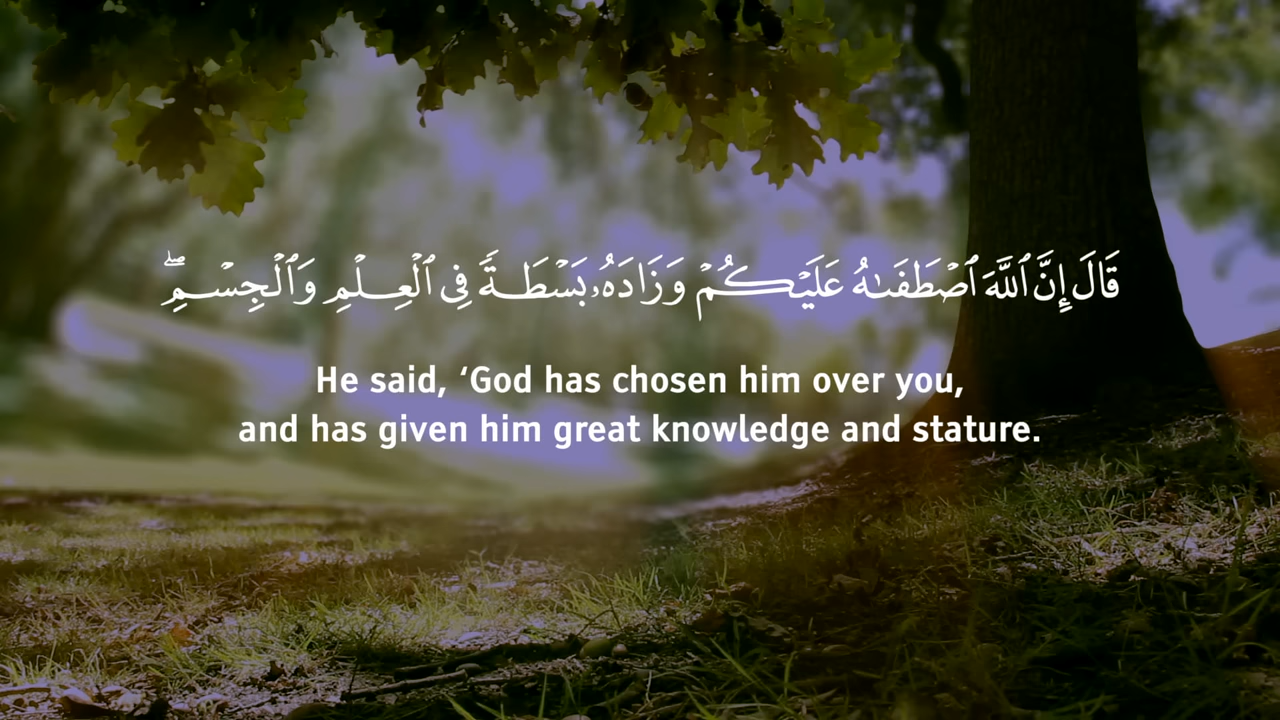 قَالَ إِنَّ ٱللَّهَ ٱصْطَفَىٰهُ عَلَيْكُمْ وَزَادَهُۥ بَسْطَةً فِى ٱلْعِلْمِ وَٱلْجِسْمِ ۖ
He said, ‘God has chosen him over you,
and has given him great knowledge and stature.